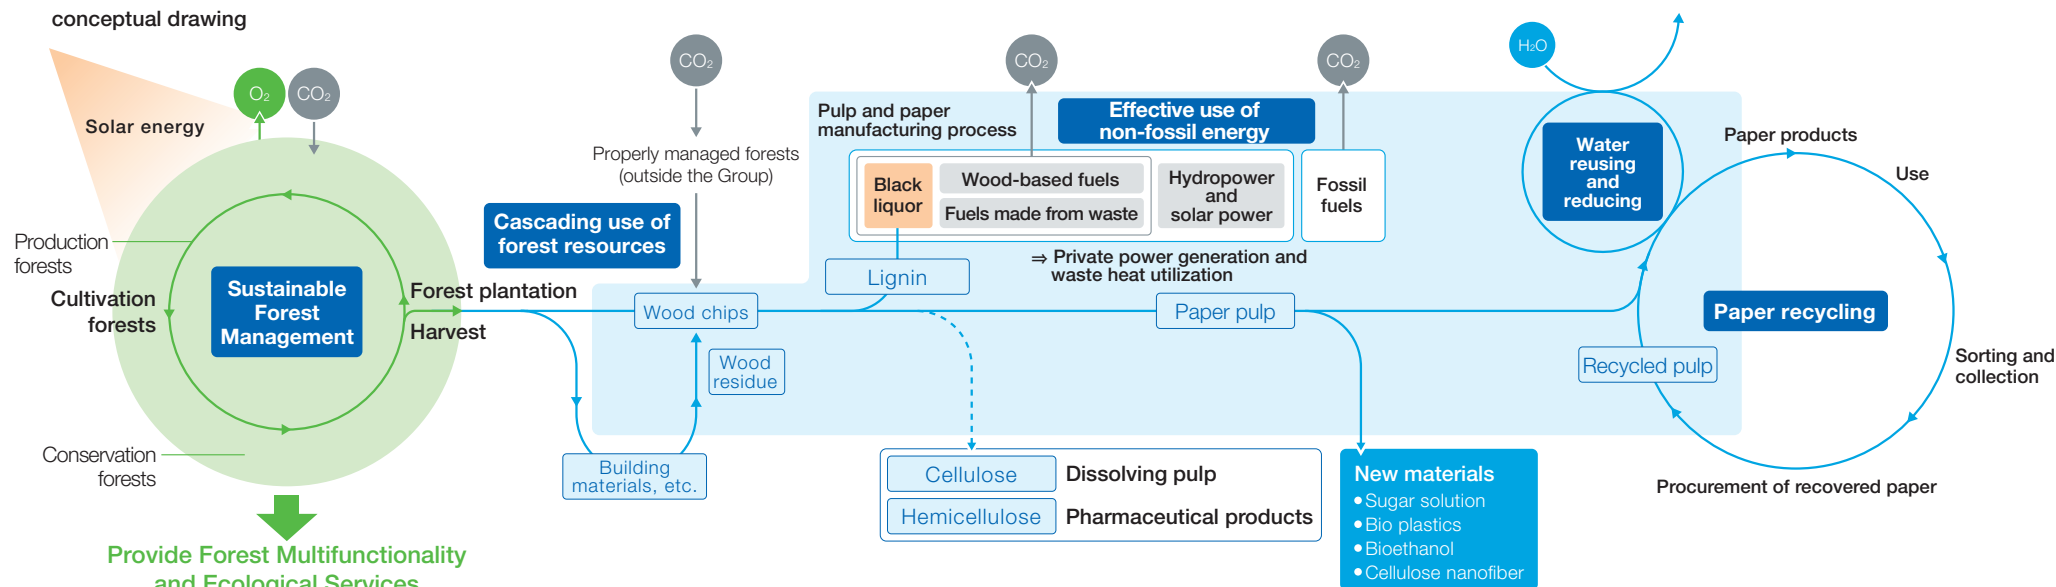 conceptual drawing
Solar energy
O₂
CO₂
Production
forests
Cultivation
forests
Sustainable
Forest
Management
Forest plantation
Harvest
Conservation
forests
Provide Forest Multifunctionality
and Ecological Services
Cascading use of
forest resources
CO₂
Properly managed forests
(outside the Group)
Wood chips
Wood
residue
Building
materials, etc.
Pulp and paper
manufacturing process
CO₂
Effective use of
non-fossil energy
CO₂
Black
liquor
Wood-based fuels
Fuels made from waste
Hydropower
and
solar power
Fossil
fuels
⇒ Private power generation and
waste heat utilization
Lignin
Paper pulp
Cellulose
Dissolving pulp
Hemicellulose
Pharmaceutical products
New materials
• Sugar solution
• Bio plastics
• Bioethanol
• Cellulose nanofiber
H₂O
Water
reusing
and
reducing
Paper products
Use
Paper recycling
Recycled pulp
Sorting and
collection
Procurement of recovered paper